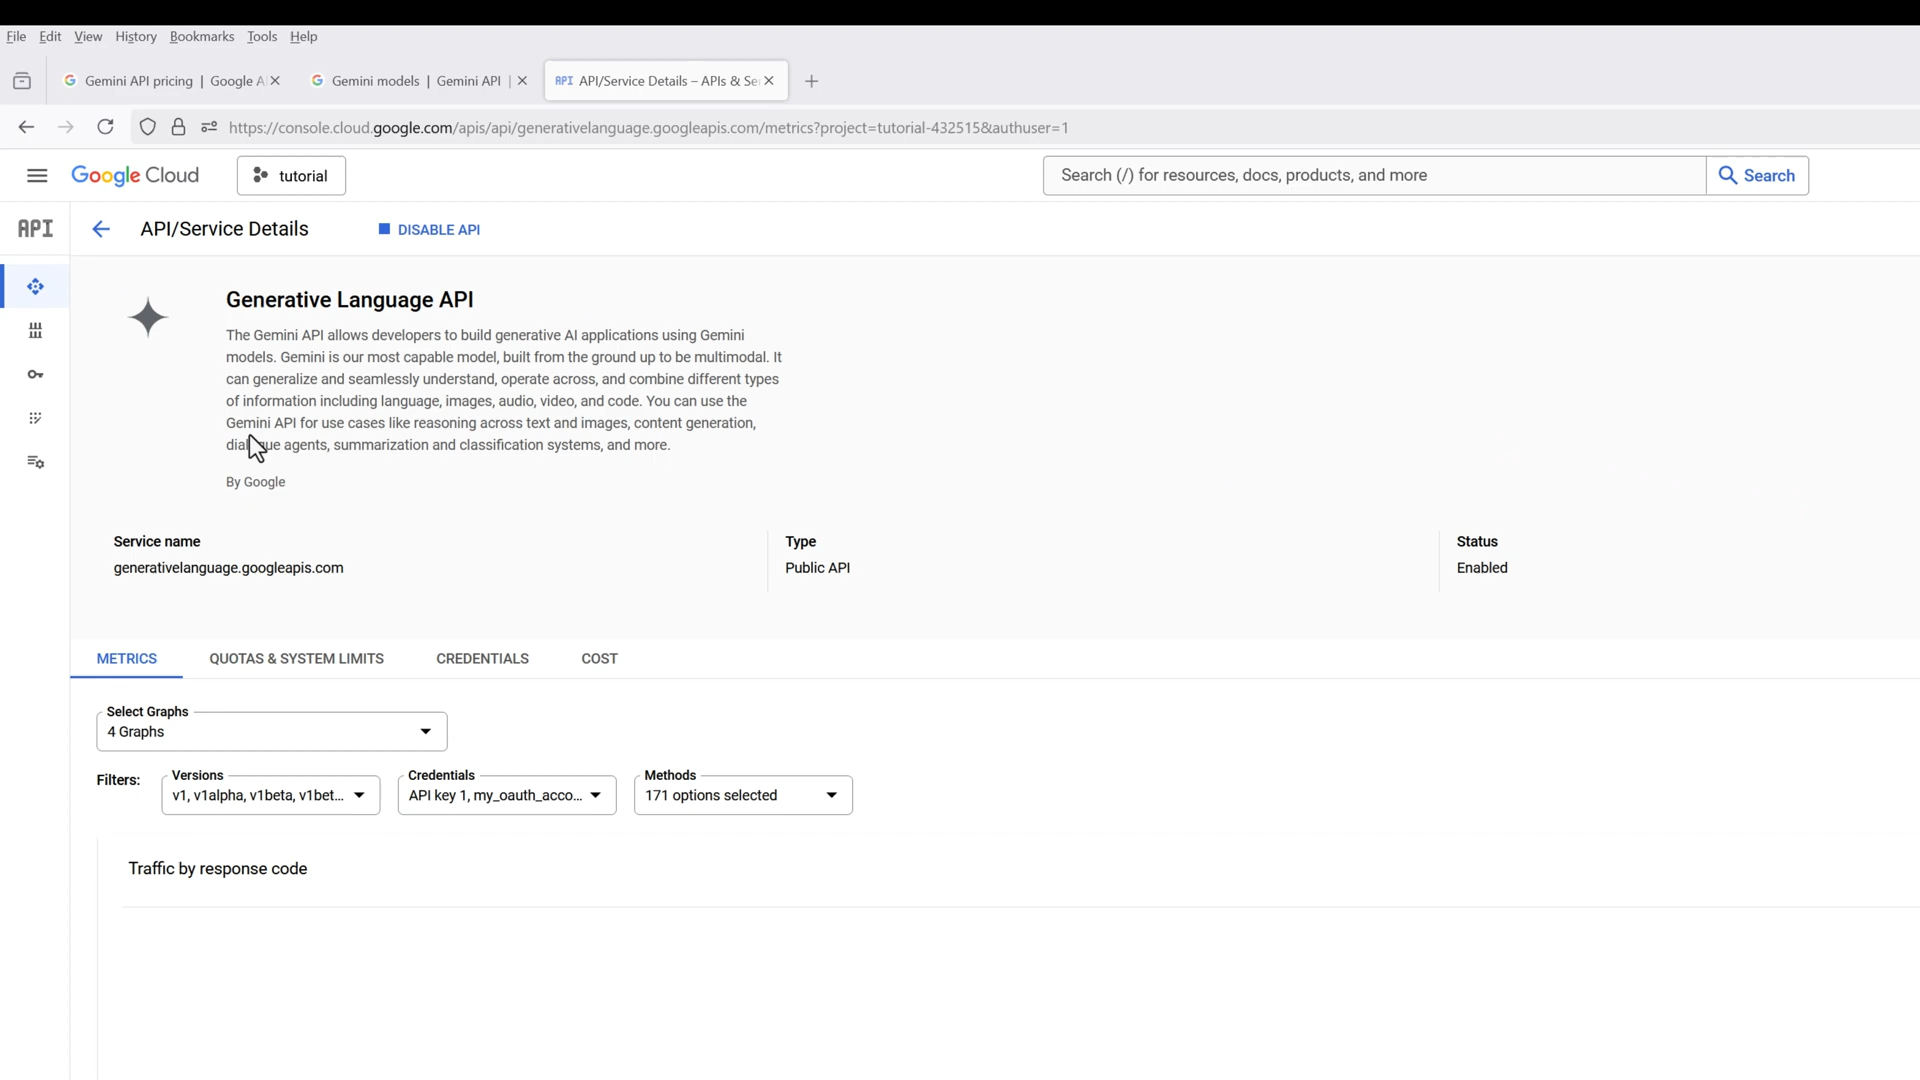 File Edit View History Bookmarks Tools Help
Gemini API pricing | Google A
Gemini models | Gemini API |
API API/Service Details – APIs & Se
https://console.cloud.google.com/apis/api/generativelanguage.googleapis.com/metrics?project=tutorial-432515&authuser=1
Google Cloud
tutorial
Search (/) for resources, docs, products, and more
Search
API
API/Service Details
DISABLE API
Generative Language API
The Gemini API allows developers to build generative AI applications using Gemini
models. Gemini is our most capable model, built from the ground up to be multimodal. It
can generalize and seamlessly understand, operate across, and combine different types
of information including language, images, audio, video, and code. You can use the
Gemini API for use cases like reasoning across text and images, content generation,
dialogue agents, summarization and classification systems, and more.
By Google
Service name
generativelanguage.googleapis.com
Type
Public API
Status
Enabled
METRICS QUOTAS & SYSTEM LIMITS CREDENTIALS COST
Select Graphs
4 Graphs
Filters:
Versions
v1, v1alpha, v1beta, v1bet...
Credentials
API key 1, my_oauth_acco...
Methods
171 options selected
Traffic by response code